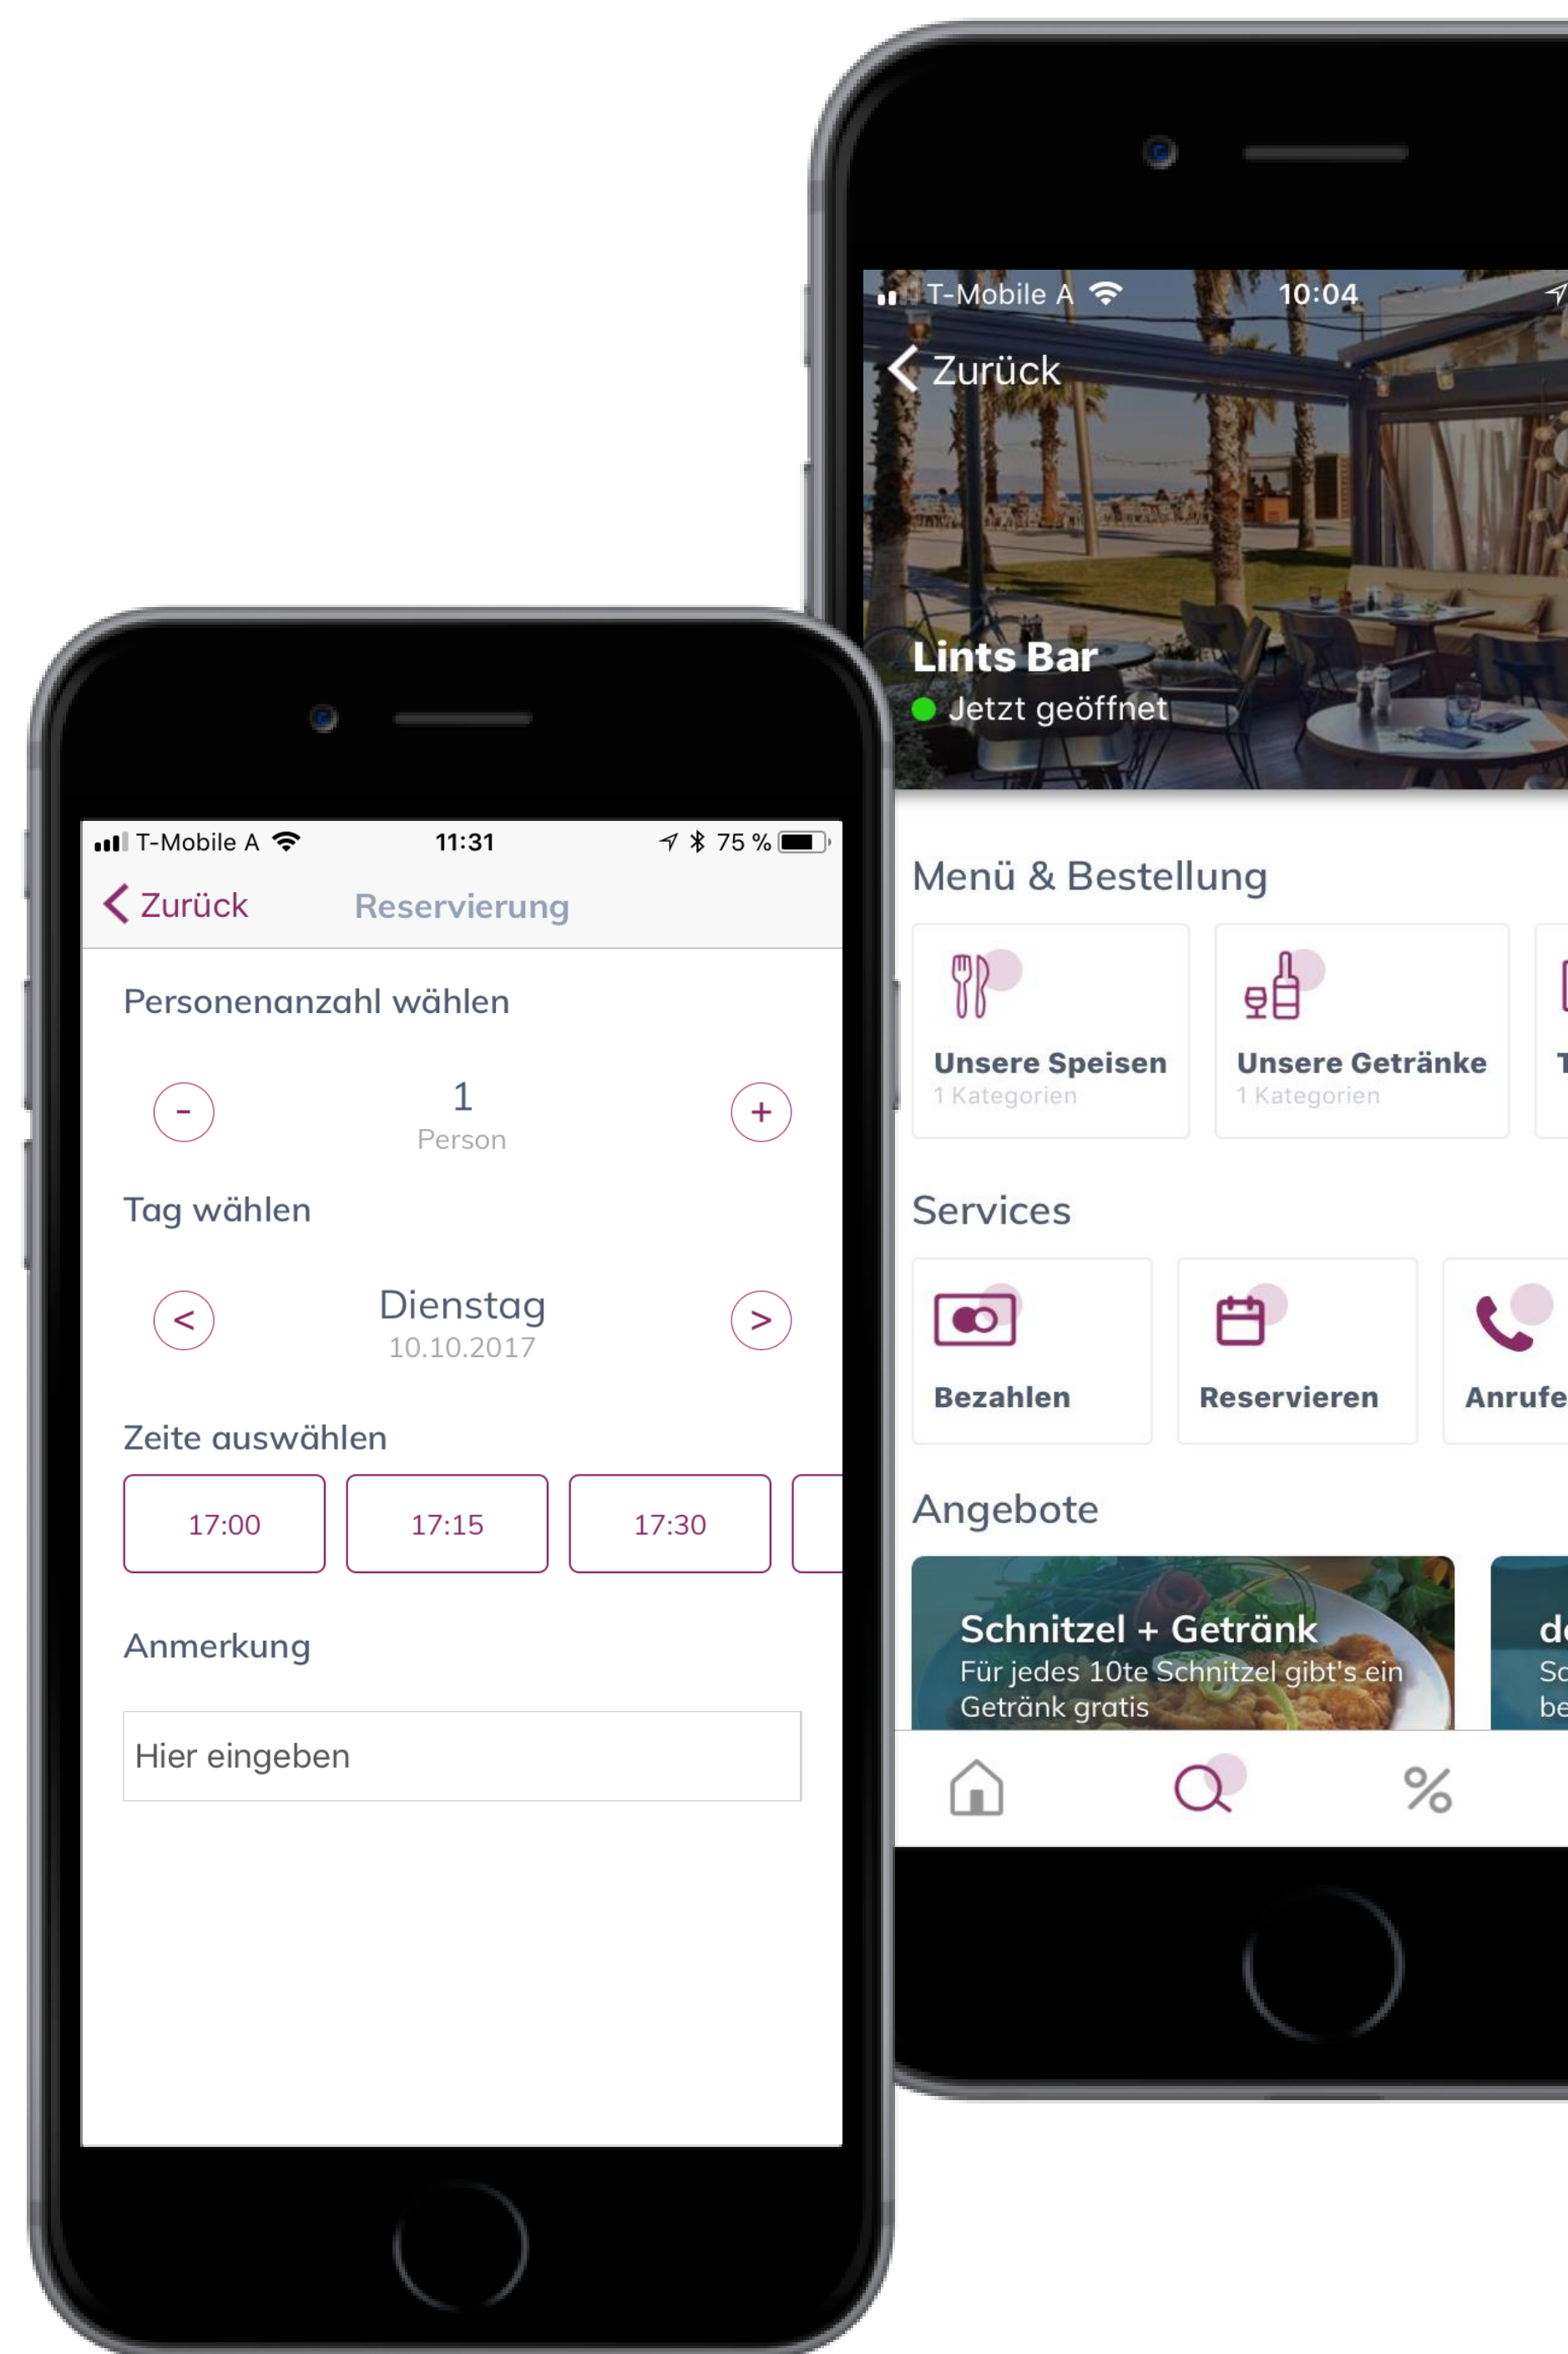 T-Mobile A
10:04
Zurück
Lints Bar
Jetzt geöffnet
Menü & Bestellung
Unsere Speisen
1 Kategorien
Unsere Getränke
1 Kategorien
Services
Bezahlen
Reservieren
Anrufe
Angebote
Schnitzel + Getränk
Für jedes 10te Schnitzel gibt's ein
Getränk gratis
T-Mobile A
11:31
75 %
Zurück
Reservierung
Personenanzahl wählen
-
1
+
Person
Tag wählen
<
Dienstag
>
10.10.2017
Zeite auswählen
17:00
17:15
17:30
Anmerkung
Hier eingeben